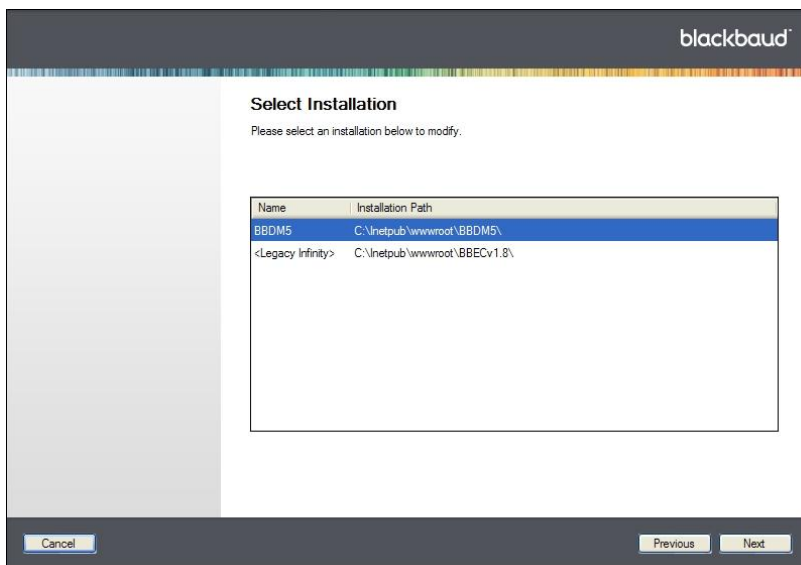 blackbaud
Select Installation
Please select an installation below to modify.
Name Installation Path
BBDM5 C:\Inetpub\wwwroot\BBDM5\
<Legacy Infinity> C:\Inetpub\wwwroot\BBECv1.8\
Cancel Previous Next